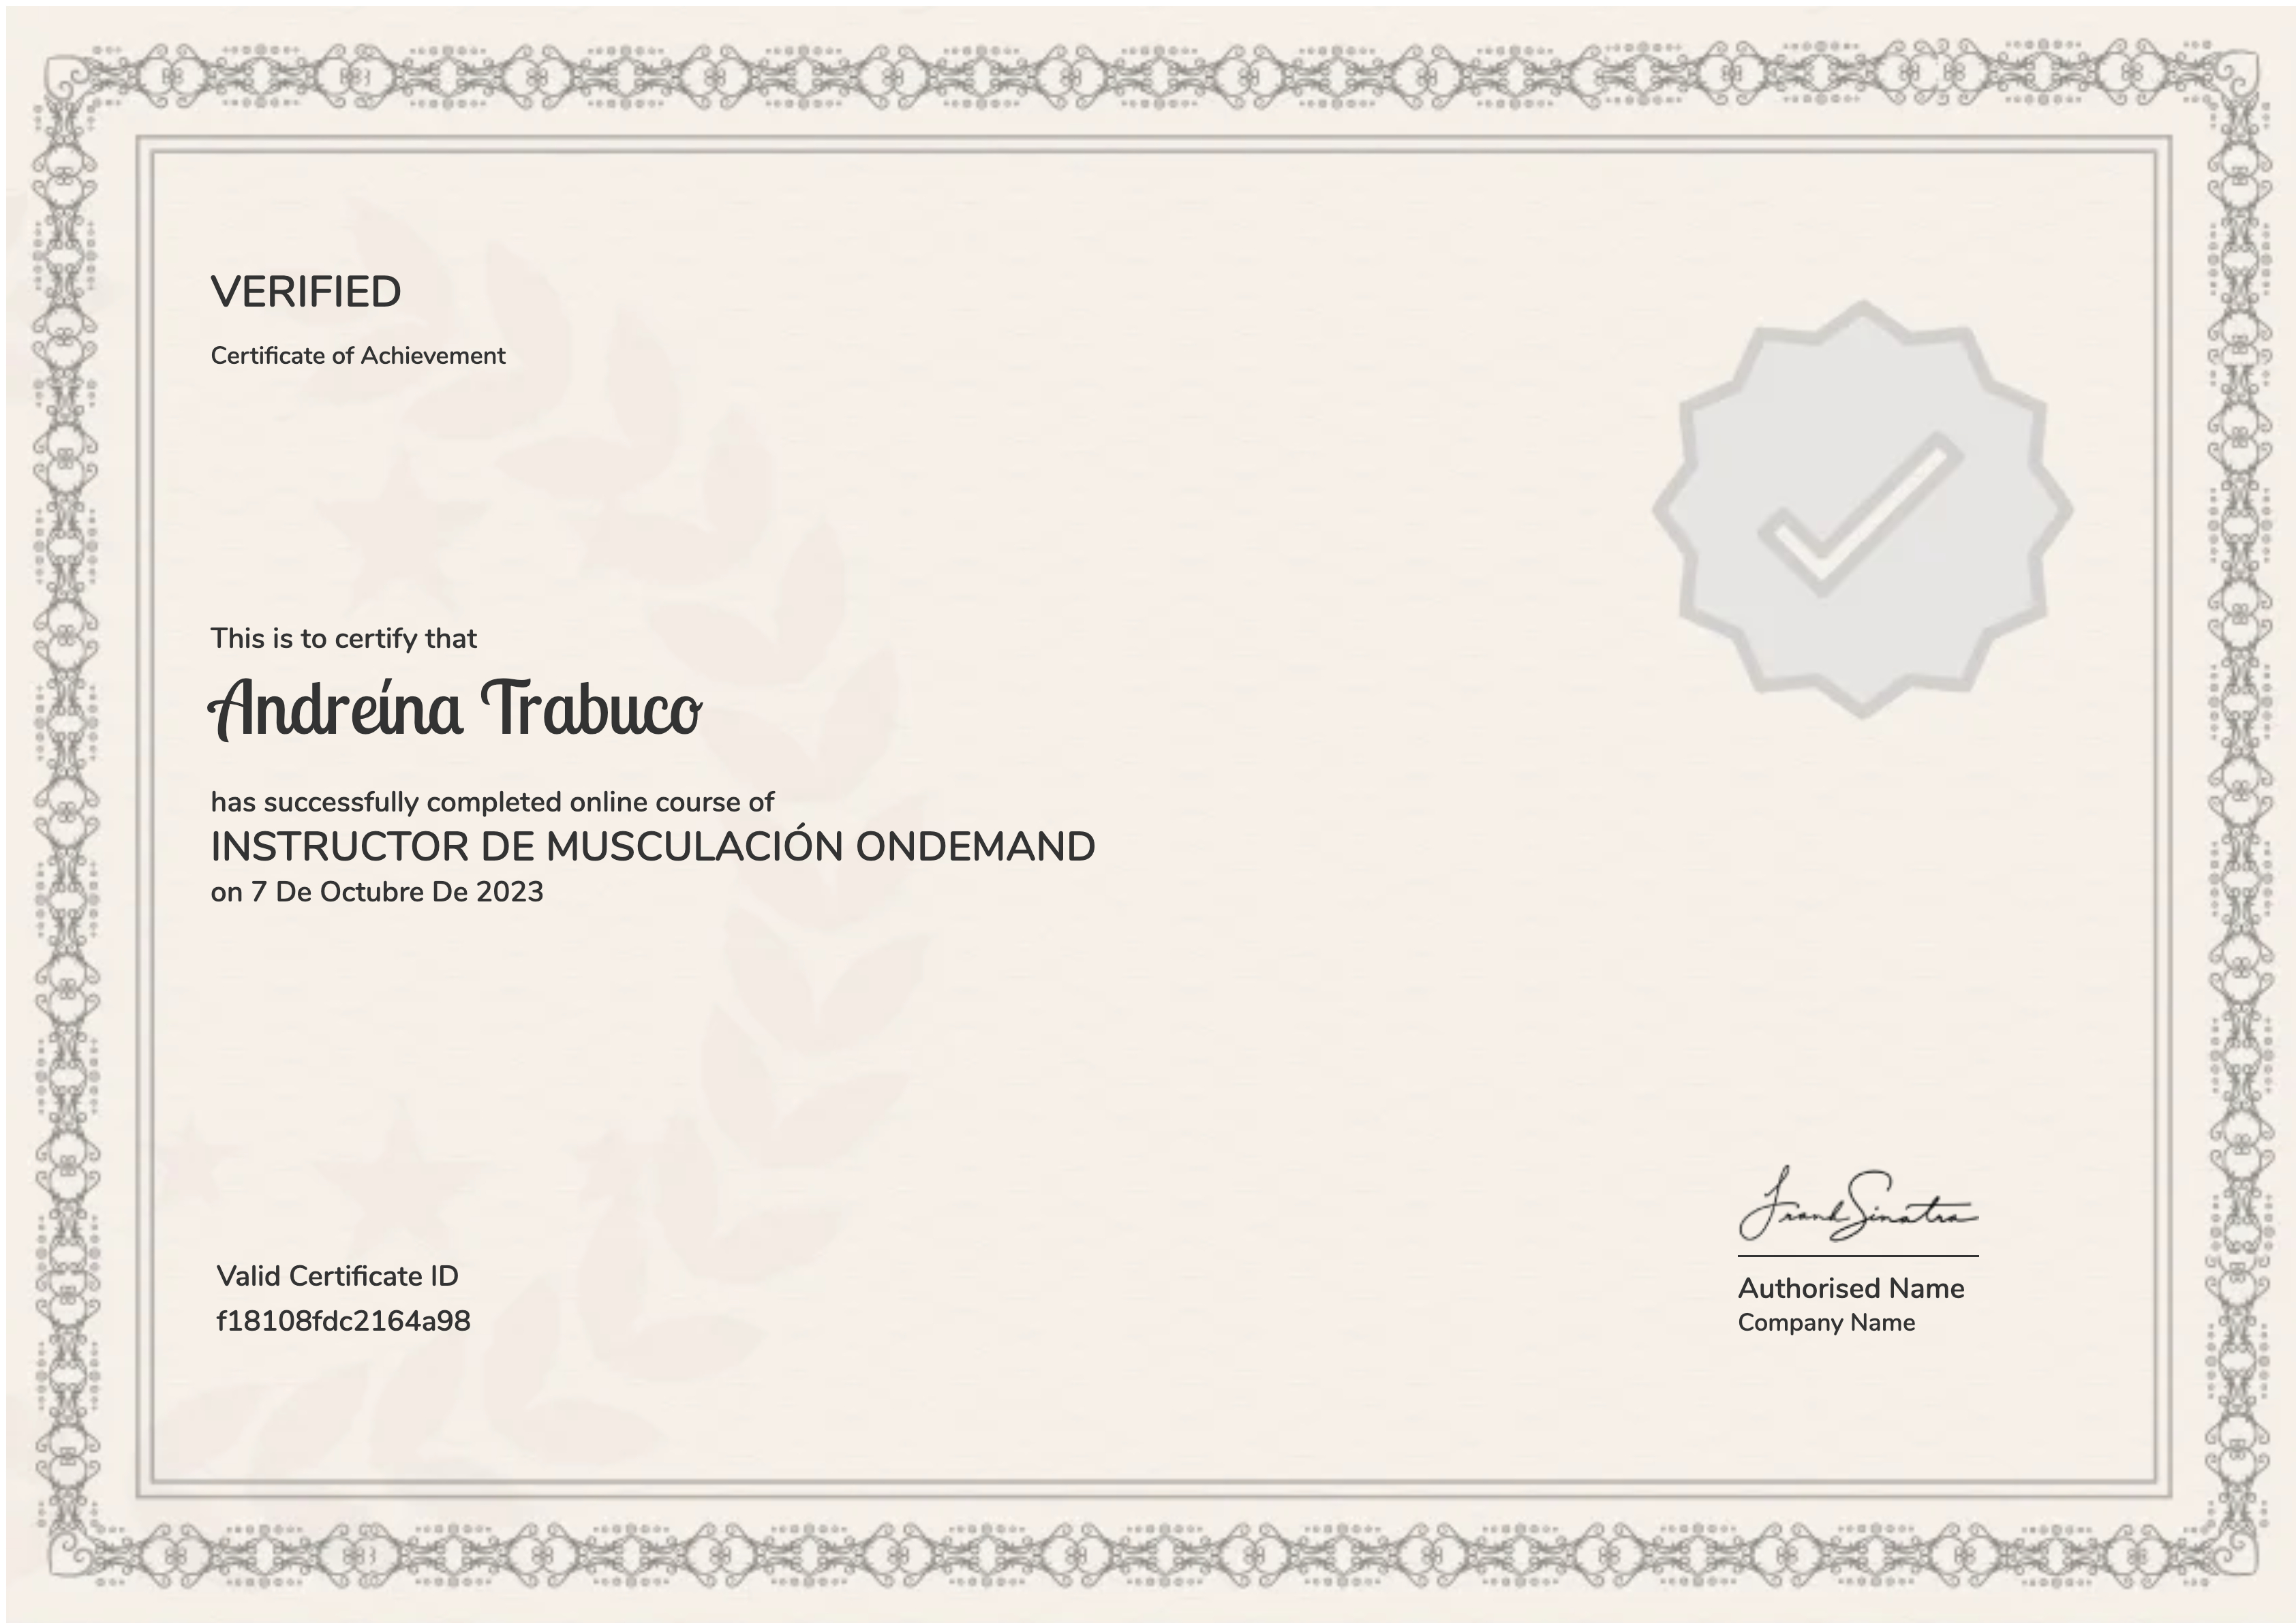 VERIFIED
Certificate of Achievement
This is to certify that
Andreína Trabuco
has successfully completed online course of
INSTRUCTOR DE MUSCULACIÓN ONDEMAND
on 7 De Octubre De 2023
Valid Certificate ID
f18108fdc2164a98
Frank Sinatra
Authorised Name
Company Name